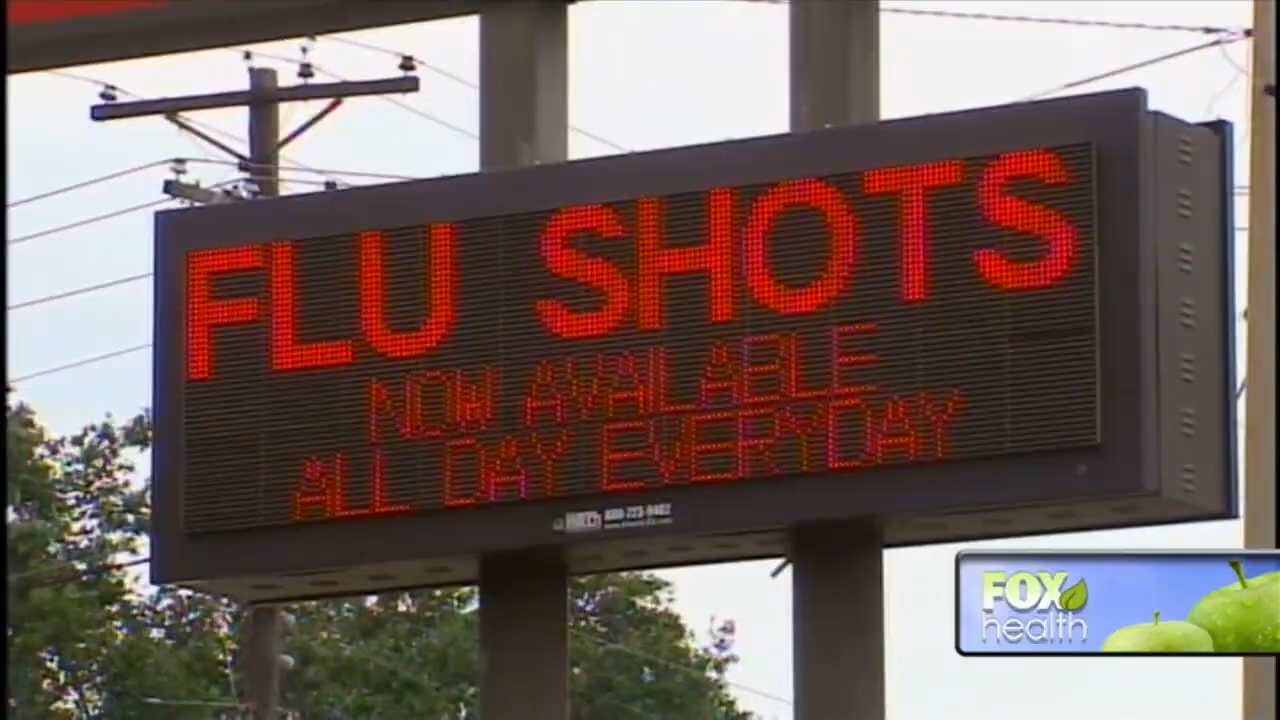 FLU SHOTS
NOW AVAILABLE
ALL DAY EVERYDAY
FOX
health